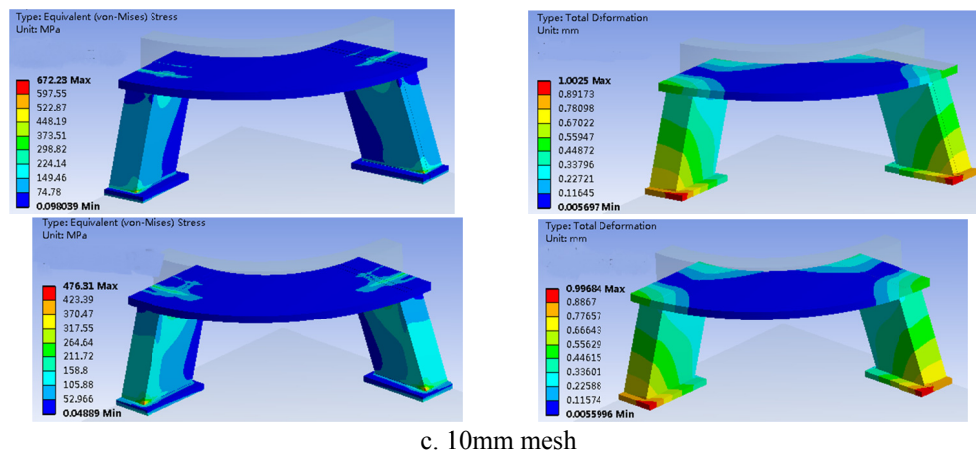 Type: Equivalent (von-Mises) Stress
Unit: MPa
672.23 Max
597.55
522.87
448.19
373.51
298.82
224.14
149.46
74.78
0.098039 Min
Type: Total Deformation
Unit: mm
1.0025 Max
0.89173
0.78098
0.67022
0.55947
0.44872
0.33796
0.22721
0.11645
0.005697 Min
Type: Equivalent (von-Mises) Stress
Unit: MPa
476.31 Max
423.39
370.47
317.55
264.64
211.72
158.8
105.88
52.966
0.04889 Min
Type: Total Deformation
Unit: mm
0.99684 Max
0.8867
0.77657
0.66643
0.55629
0.44615
0.33601
0.22588
0.11574
0.0055996 Min
c. 10mm mesh